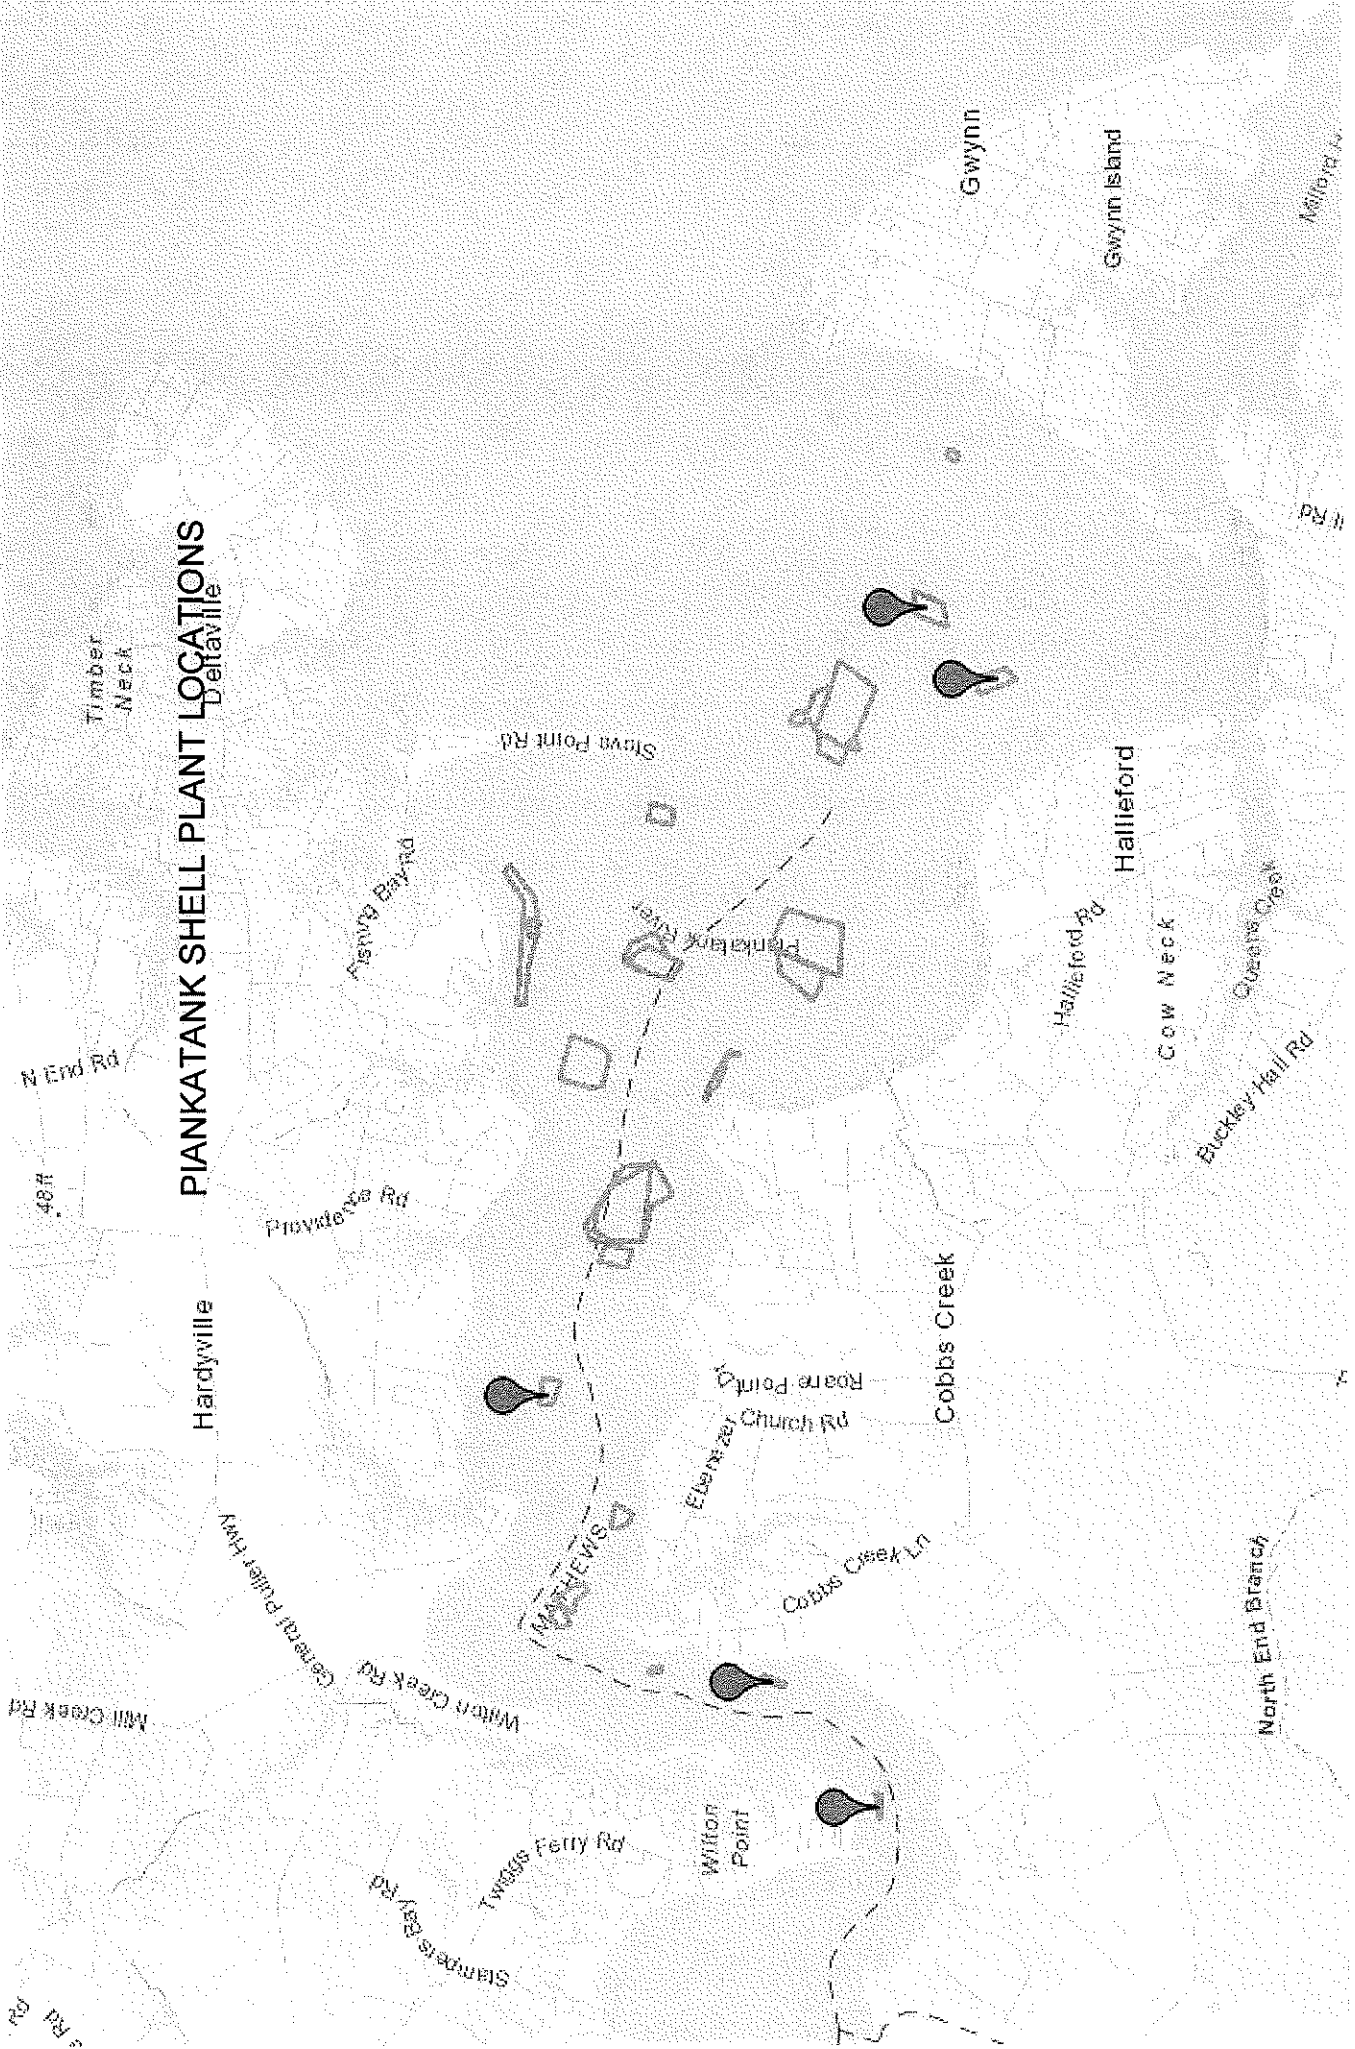 PIANKATANK SHELL PLANT LOCATIONS
Timber
Neck
Deltaville
N End Rd
48 ft
Hardyville
Providence Rd
Fishing Bay Rd
Stove Point Rd
Mill Creek Rd
General Puller Hwy
Wilton Creek Rd
Stampers Bay Rd
Twiggs Ferry Rd
Wilton
Point
MATHEWS
Piankatank River
Roane Point
Ebenezer
Church Rd
Cobbs Creek Ln
Cobbs Creek
Hallieford
Hallieford Rd
Cow Neck
Queens Creek
Buckley Hall Rd
North End Branch
Gwynn
Gwynn Island
Rd
Rd
Rd